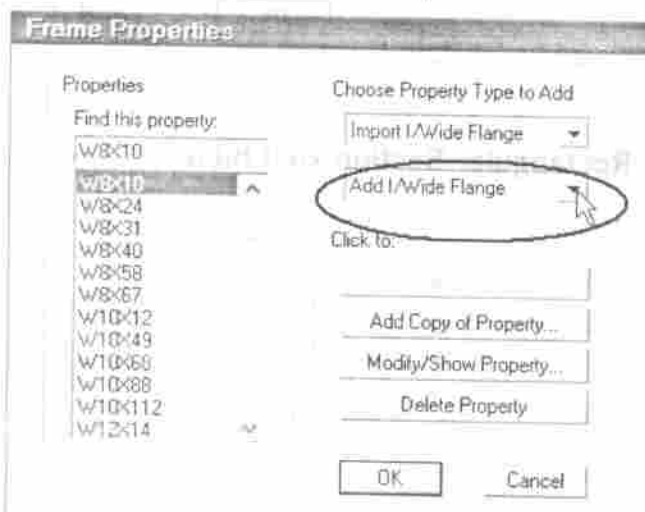 Frame Properties
Properties
Find this property:
W8X10
W8X10
W8X24
W8X31
W8X40
W8X58
W8X67
W10X12
W10X49
W10X68
W10X88
W10X112
W12X14
Choose Property Type to Add
Import I/Wide Flange
Add I/Wide Flange
Click to:
Add Copy of Property...
Modify/Show Property...
Delete Property
OK
Cancel